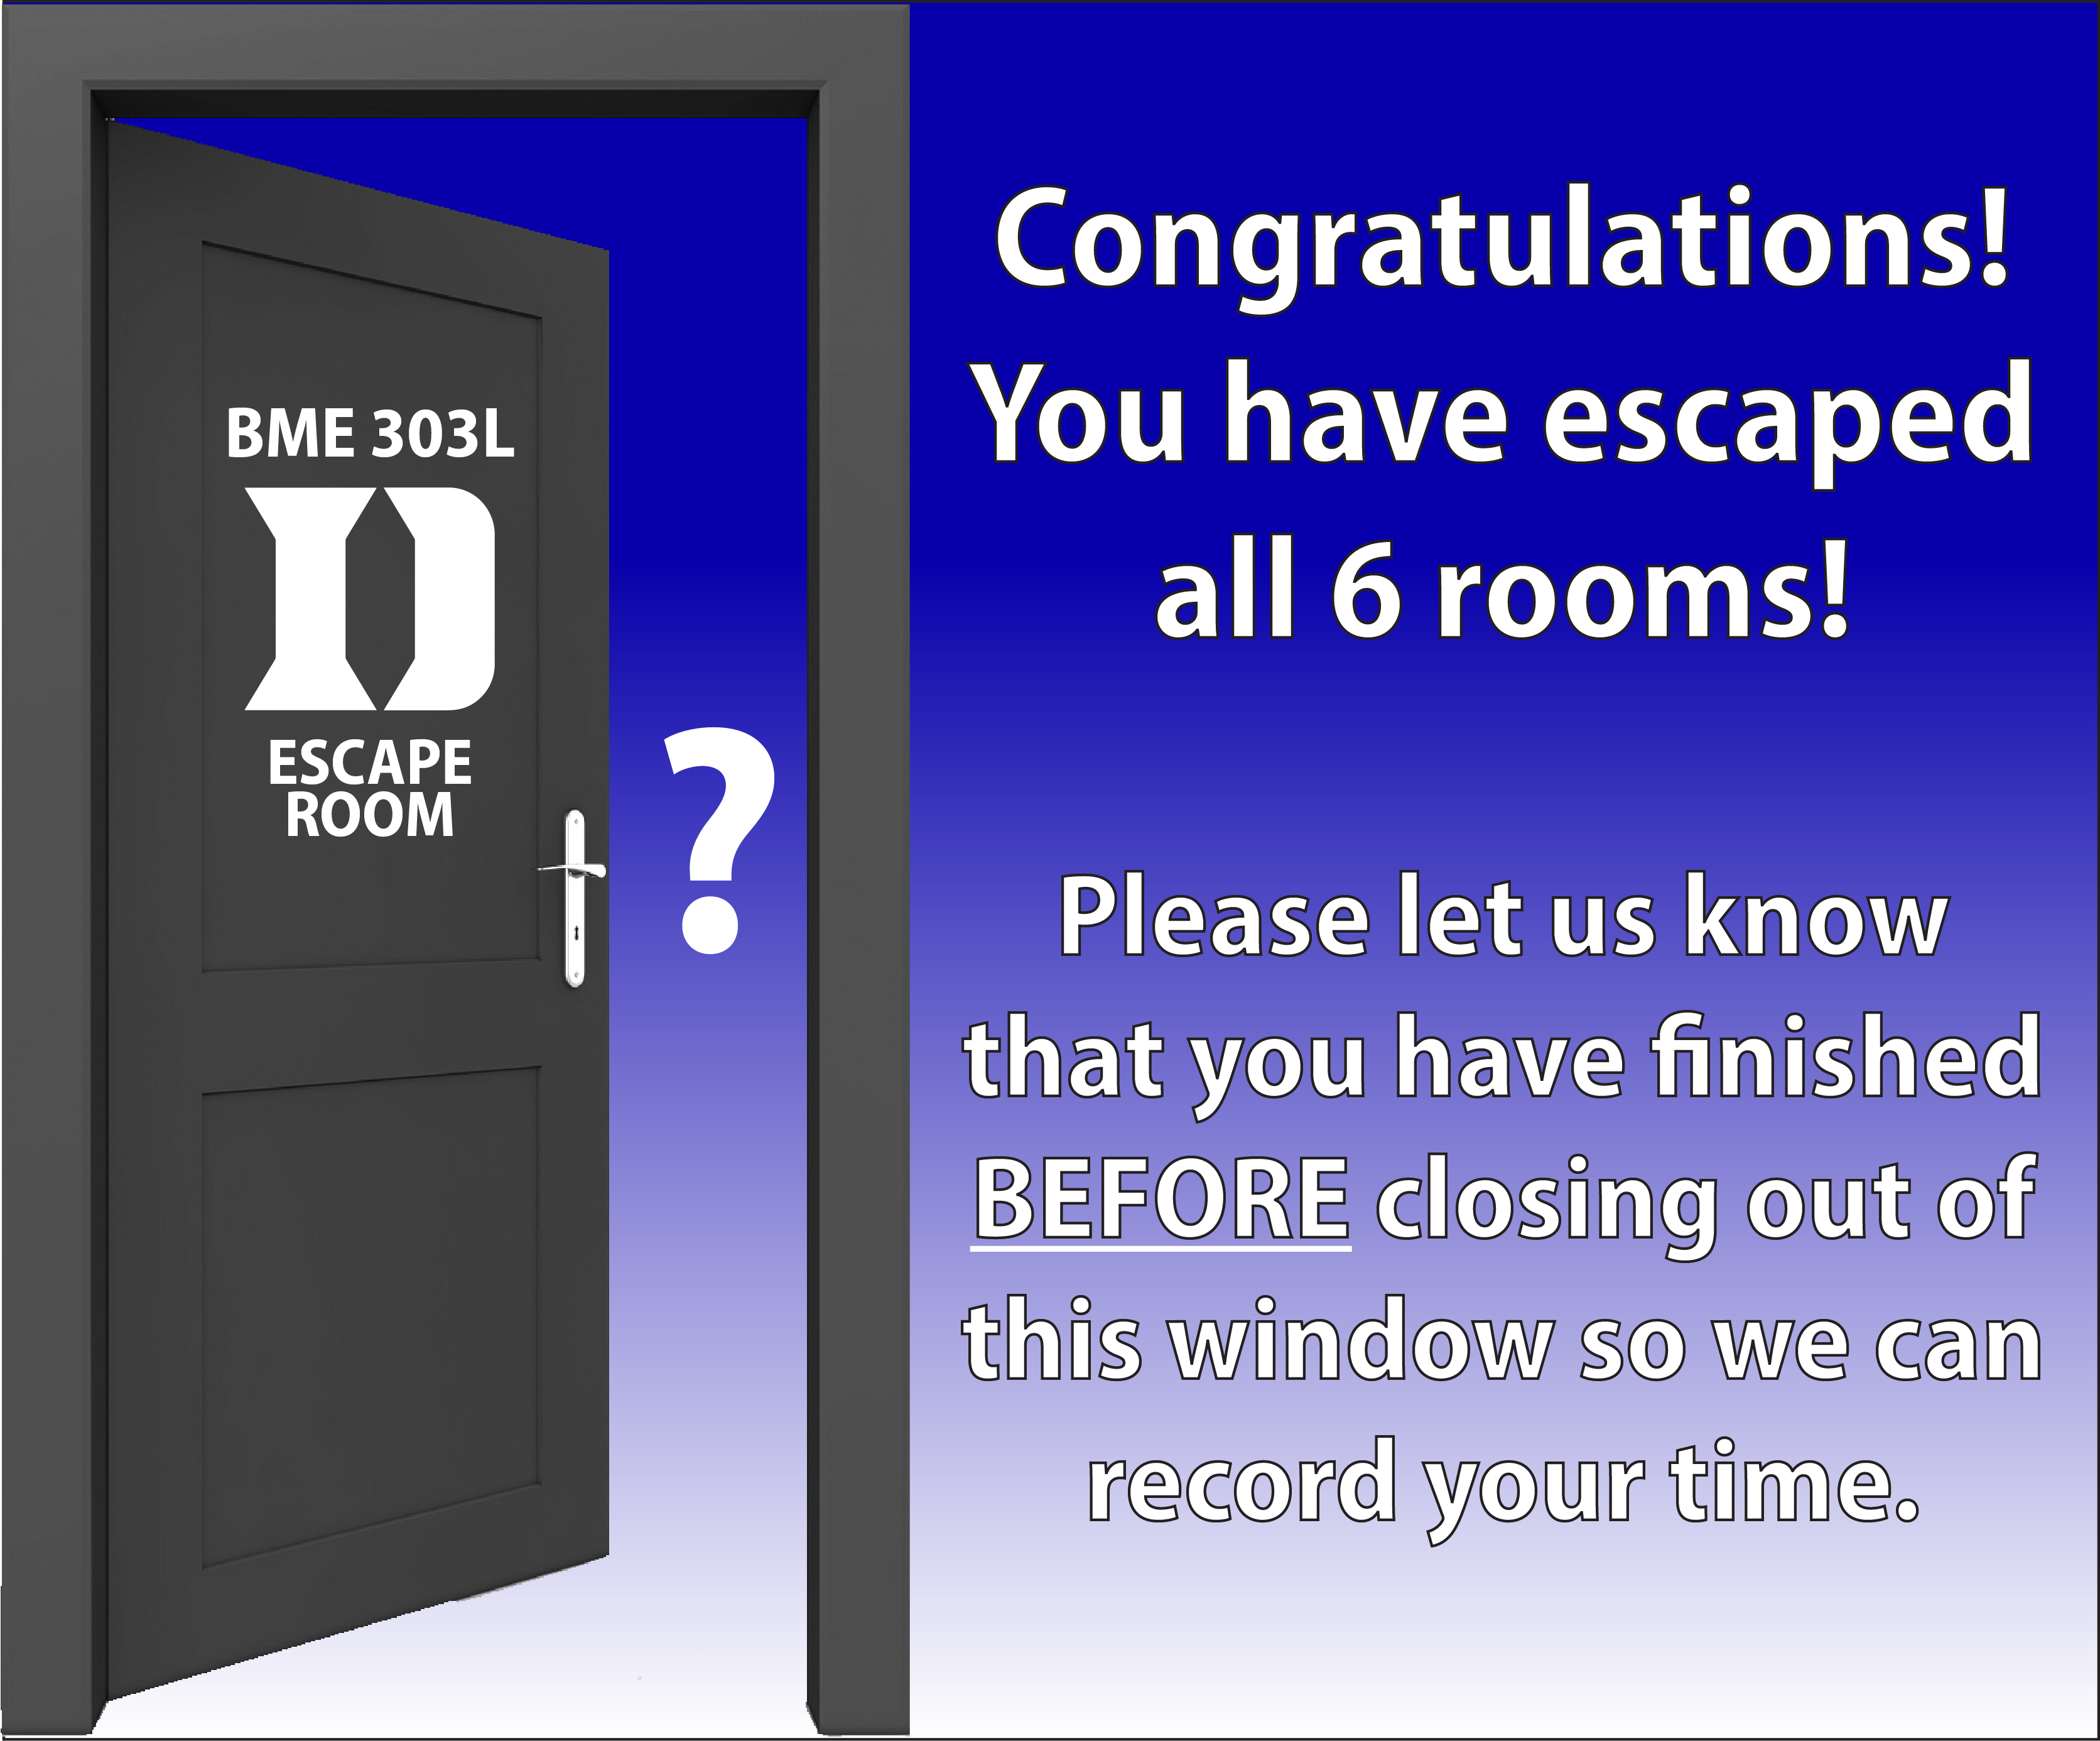 BME 303L
D
ESCAPE
ROOM
?
Congratulations!
You have escaped
all 6 rooms!
Please let us know
that you have finished
BEFORE closing out of
this window so we can
record your time.